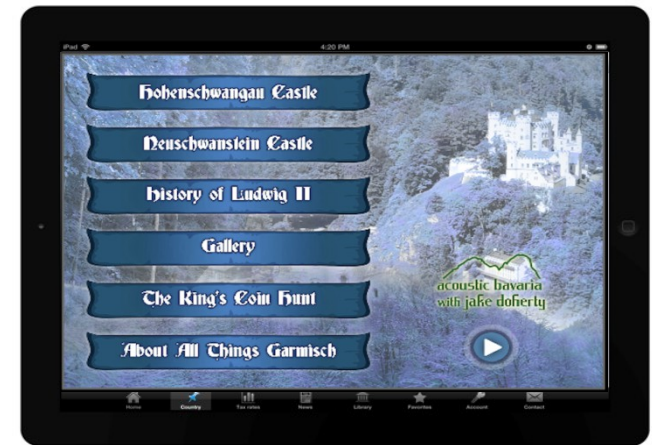 iPad
4:20 PM
Hohenschwangau Castle
Neuschwanstein Castle
History of Ludwig II
Gallery
The King's Coin Hunt
About All Things Garmisch
acoustic bavaria
with jake doherty
Home
Country
Tax rates
News
Library
Favorites
Account
Contact